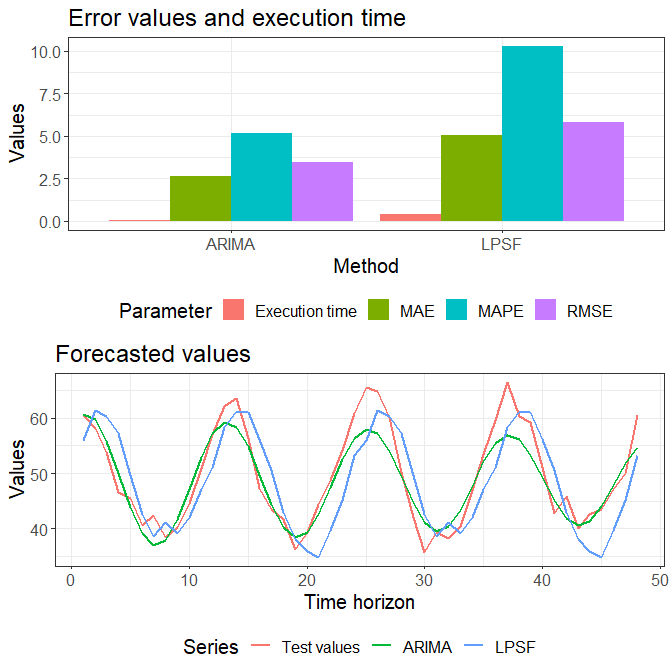 Error values and execution time
10.0
7.5
5.0
2.5
0.0
Values
ARIMA LPSF
Method
Parameter Execution time MAE MAPE RMSE
Forecasted values
60
50
40
Values
0 10 20 30 40 50
Time horizon
Series Test values ARIMA LPSF